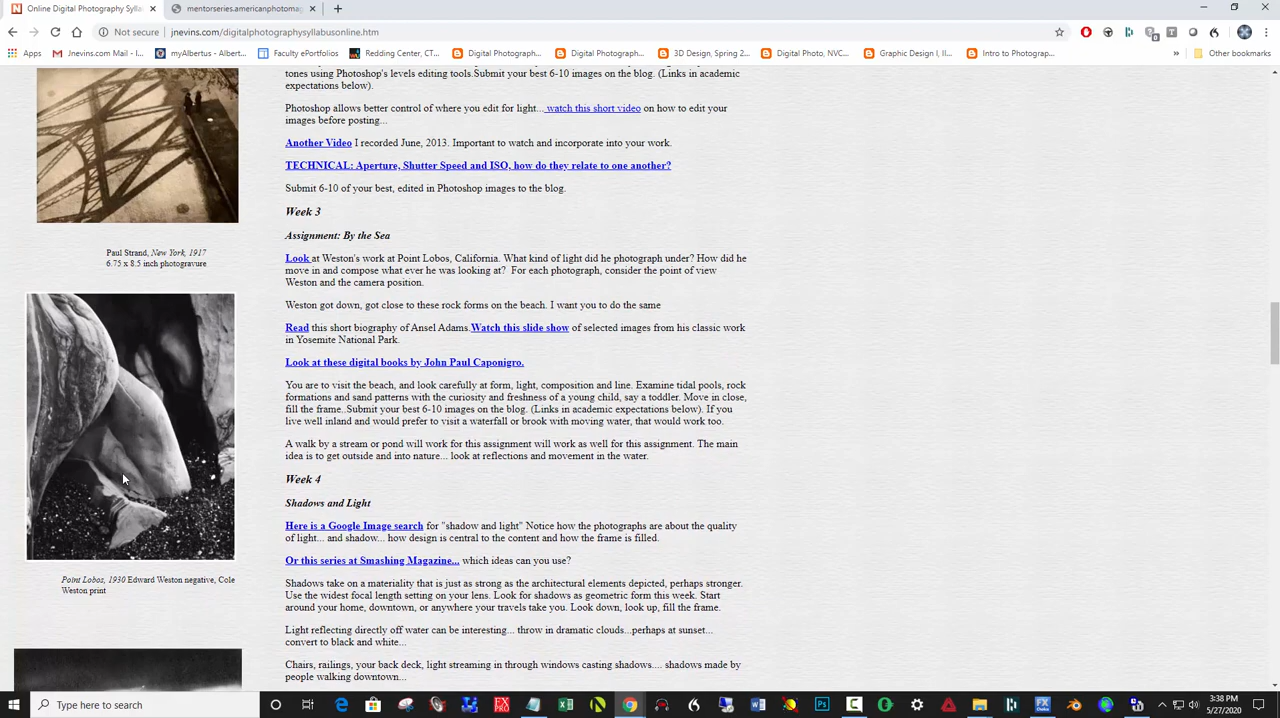 Online Digital Photography Syllabus
mentorseries.americanphotomag
Not secure
jnevins.com/digitalphotographysyllabusonline.htm
Apps
Jnevins.com Mail - I...
myAlbertus - Albert...
Faculty ePortfolios
Redding Center, CT...
Digital Photograph...
Digital Photograph...
3D Design, Spring 2...
Digital Photo, NVC...
Graphic Design I, II...
Intro to Photograp...
Other bookmarks
tones using Photoshop's levels editing tools.Submit your best 6-10 images on the blog. (Links in academic
expectations below).
Photoshop allows better control of where you edit for light... watch this short video on how to edit your
images before posting...
Another Video I recorded June, 2013. Important to watch and incorporate into your work.
TECHNICAL: Aperture, Shutter Speed and ISO, how do they relate to one another?
Submit 6-10 of your best, edited in Photoshop images to the blog.
Week 3
Paul Strand, New York, 1917
6.75 x 8.5 inch photogravure
Assignment: By the Sea
Look at Weston's work at Point Lobos, California. What kind of light did he photograph under? How did he
move in and compose what ever he was looking at?  For each photograph, consider the point of view
Weston and the camera position.
Weston got down, got close to these rock forms on the beach. I want you to do the same
Read this short biography of Ansel Adams.Watch this slide show of selected images from his classic work
in Yosemite National Park.
Look at these digital books by John Paul Caponigro.
You are to visit the beach, and look carefully at form, light, composition and line. Examine tidal pools, rock
formations and sand patterns with the curiosity and freshness of a young child, say a toddler. Move in close,
fill the frame..Submit your best 6-10 images on the blog. (Links in academic expectations below). If you
live well inland and would prefer to visit a waterfall or brook with moving water, that would work too.
A walk by a stream or pond will work for this assignment will work as well for this assignment. The main
idea is to get outside and into nature... look at reflections and movement in the water.
Week 4
Shadows and Light
Here is a Google Image search for "shadow and light" Notice how the photographs are about the quality
of light... and shadow... how design is central to the content and how the frame is filled.
Or this series at Smashing Magazine... which ideas can you use?
Point Lobos, 1930 Edward Weston negative, Cole
Weston print
Shadows take on a materiality that is just as strong as the architectural elements depicted, perhaps stronger.
Use the widest focal length setting on your lens. Look for shadows as geometric form this week. Start
around your home, downtown, or anywhere your travels take you. Look down, look up, fill the frame.
Light reflecting directly off water can be interesting... throw in dramatic clouds...perhaps at sunset...
convert to black and white...
Chairs, railings, your back deck, light streaming in through windows casting shadows.... shadows made by
people walking downtown...
Type here to search
3:38 PM
5/27/2020